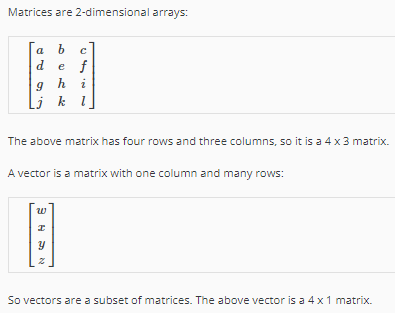 Matrices are 2-dimensional arrays:
a b c
d e f
g h i
j k l
The above matrix has four rows and three columns, so it is a 4 x 3 matrix.
A vector is a matrix with one column and many rows:
w
x
y
z
So vectors are a subset of matrices. The above vector is a 4 x 1 matrix.